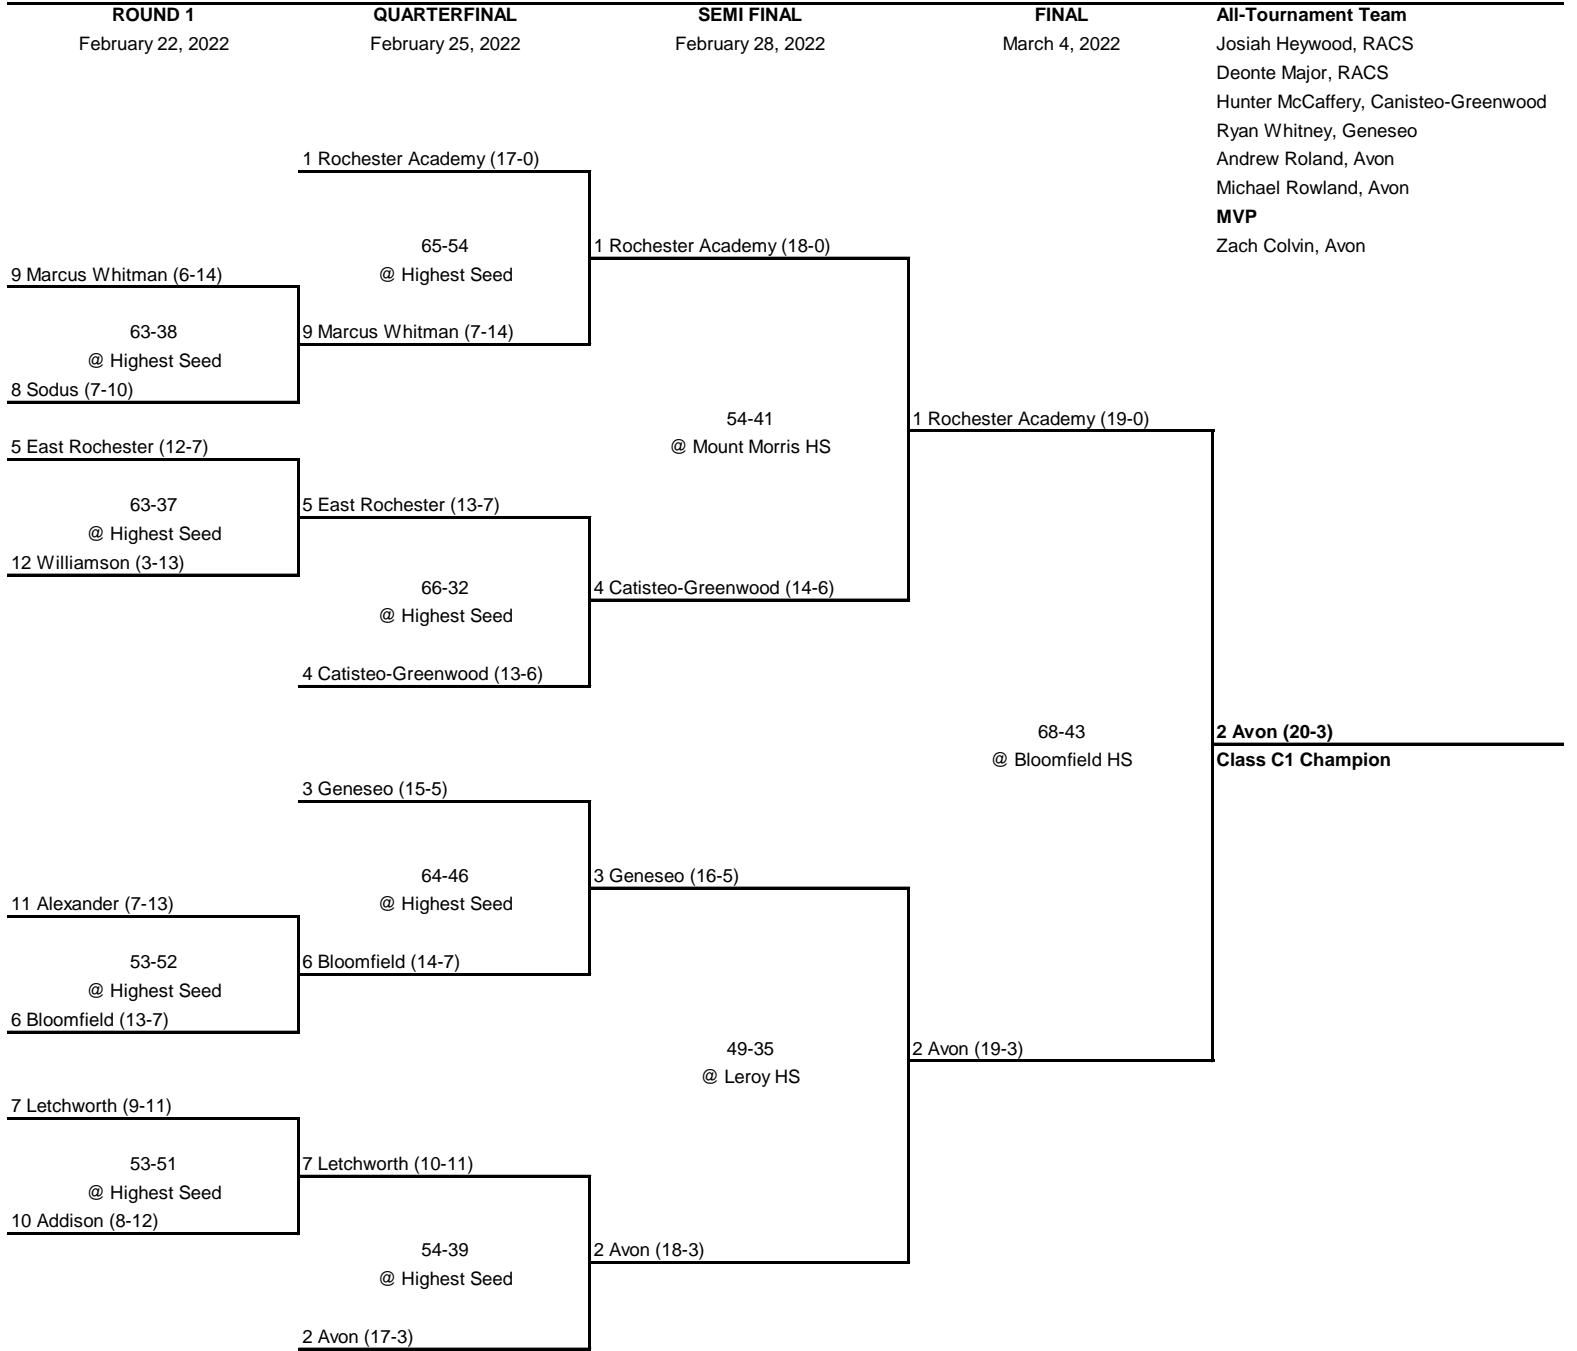 ROUND 1 QUARTERFINAL SEMI FINAL FINAL All-Tournament Team
February 22, 2022 February 25, 2022 February 28, 2022 March 4, 2022 Josiah Heywood, RACS
Deonte Major, RACS
Hunter McCaffery, Canisteo-Greenwood
Ryan Whitney, Geneseo
1 Rochester Academy (17-0) Andrew Roland, Avon
Michael Rowland, Avon
MVP
65-54 1 Rochester Academy (18-0) Zach Colvin, Avon
9 Marcus Whitman (6-14) @ Highest Seed
63-38 9 Marcus Whitman (7-14)
@ Highest Seed
8 Sodus (7-10)
54-41 1 Rochester Academy (19-0)
5 East Rochester (12-7) @ Mount Morris HS
63-37 5 East Rochester (13-7)
@ Highest Seed
12 Williamson (3-13)
66-32 4 Catisteo-Greenwood (14-6)
@ Highest Seed
4 Catisteo-Greenwood (13-6)
68-43 2 Avon (20-3)
@ Bloomfield HS Class C1 Champion
3 Geneseo (15-5)
64-46 3 Geneseo (16-5)
11 Alexander (7-13) @ Highest Seed
53-52 6 Bloomfield (14-7)
@ Highest Seed
6 Bloomfield (13-7)
49-35 2 Avon (19-3)
@ Leroy HS
7 Letchworth (9-11)
53-51 7 Letchworth (10-11)
@ Highest Seed
10 Addison (8-12)
54-39 2 Avon (18-3)
@ Highest Seed
2 Avon (17-3)